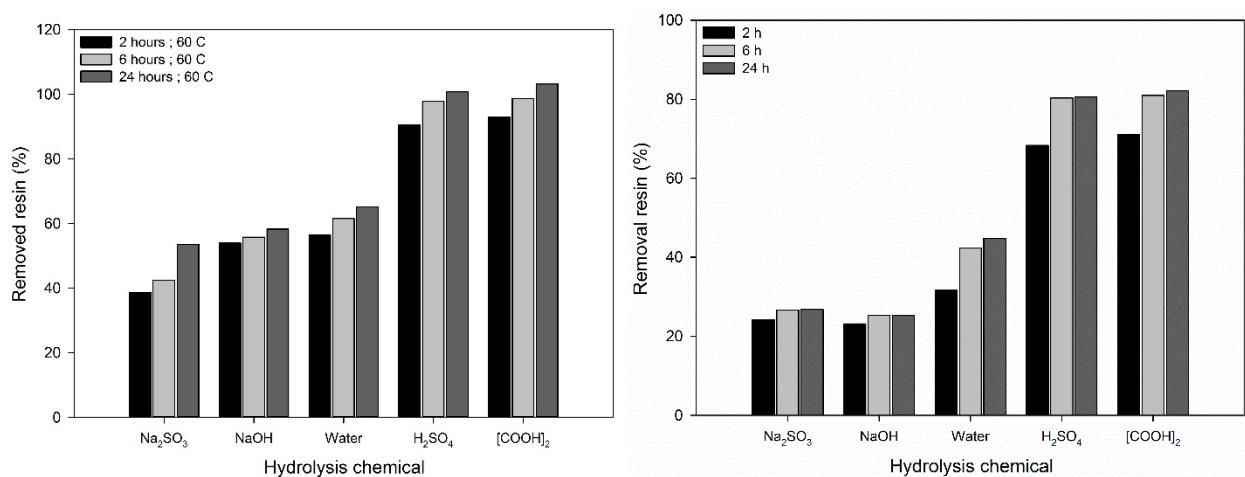 120
100
80
60
40
20
0
Removed resin (%)
2 hours ; 60 C
6 hours ; 60 C
24 hours ; 60 C
Na₂SO₃
NaOH
Water
H₂SO₄
[COOH]₂
Hydrolysis chemical
100
80
60
40
20
0
Removal resin (%)
2 h
6 h
24 h
Na₂SO₃
NaOH
Water
H₂SO₄
[COOH]₂
Hydrolysis chemical